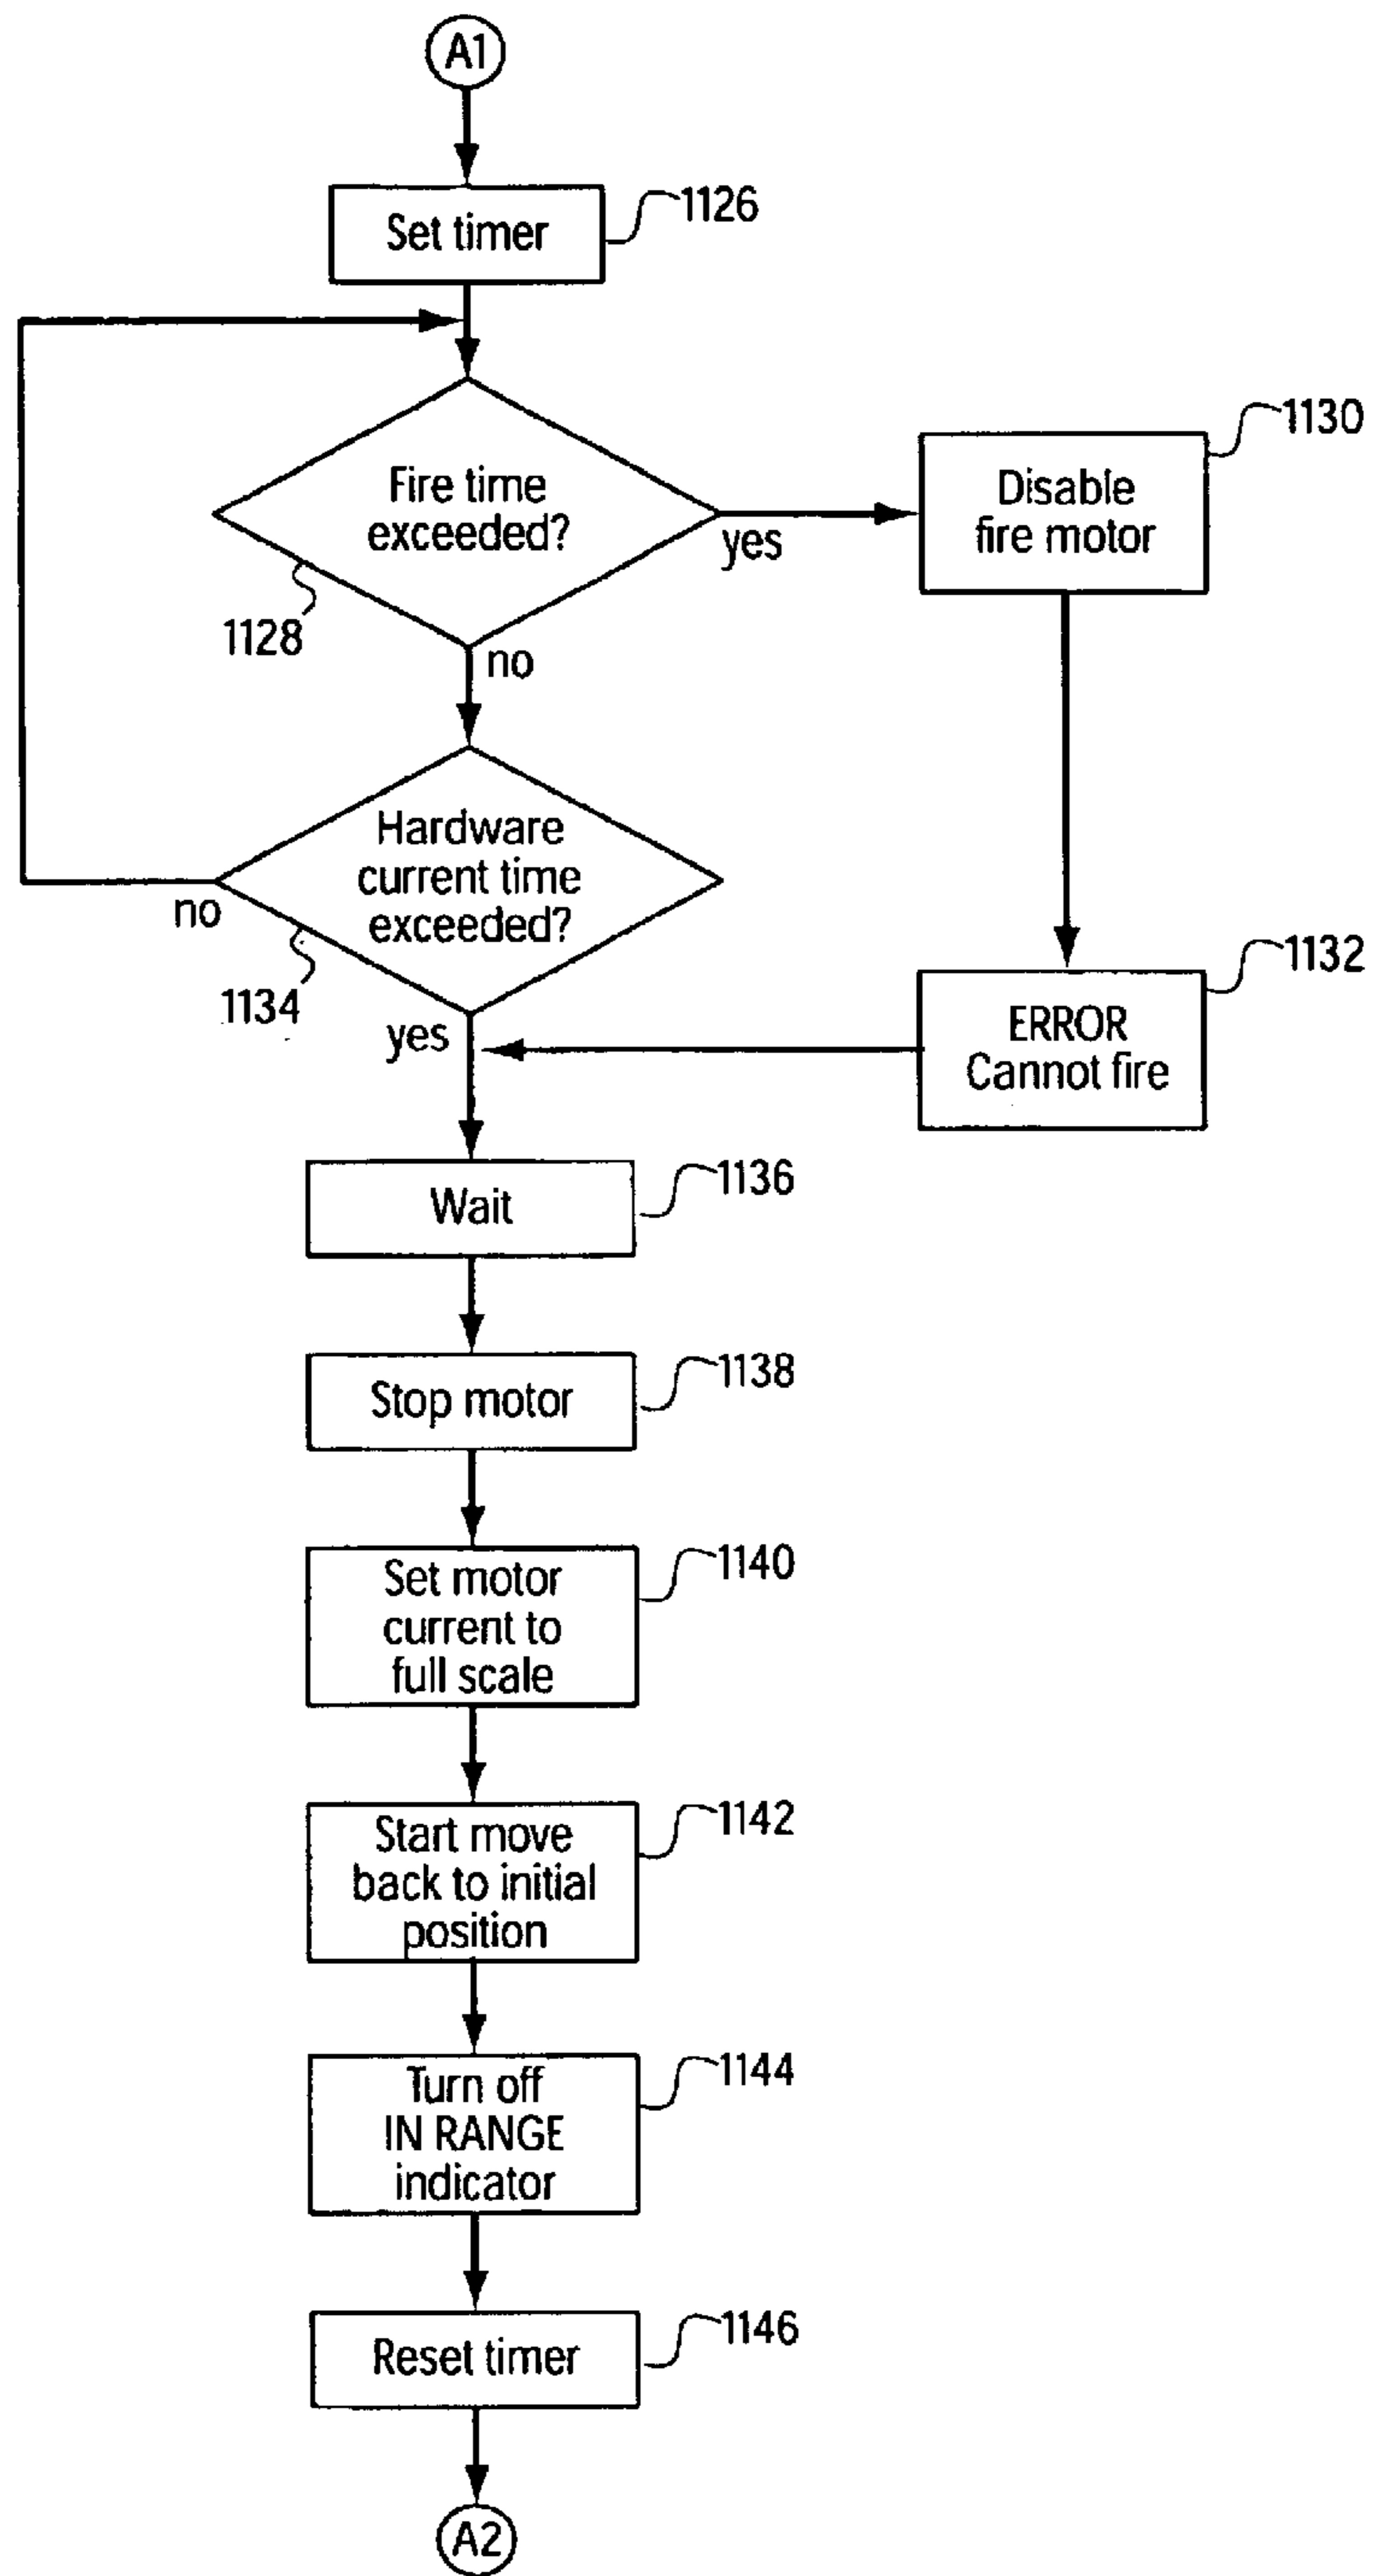 A1
Set timer
1126
Fire time
exceeded?
1128
yes
no
Disable
fire motor
1130
Hardware
current time
exceeded?
1134
no
yes
ERROR
Cannot fire
1132
Wait
1136
Stop motor
1138
Set motor
current to
full scale
1140
Start move
back to initial
position
1142
Turn off
IN RANGE
indicator
1144
Reset timer
1146
A2